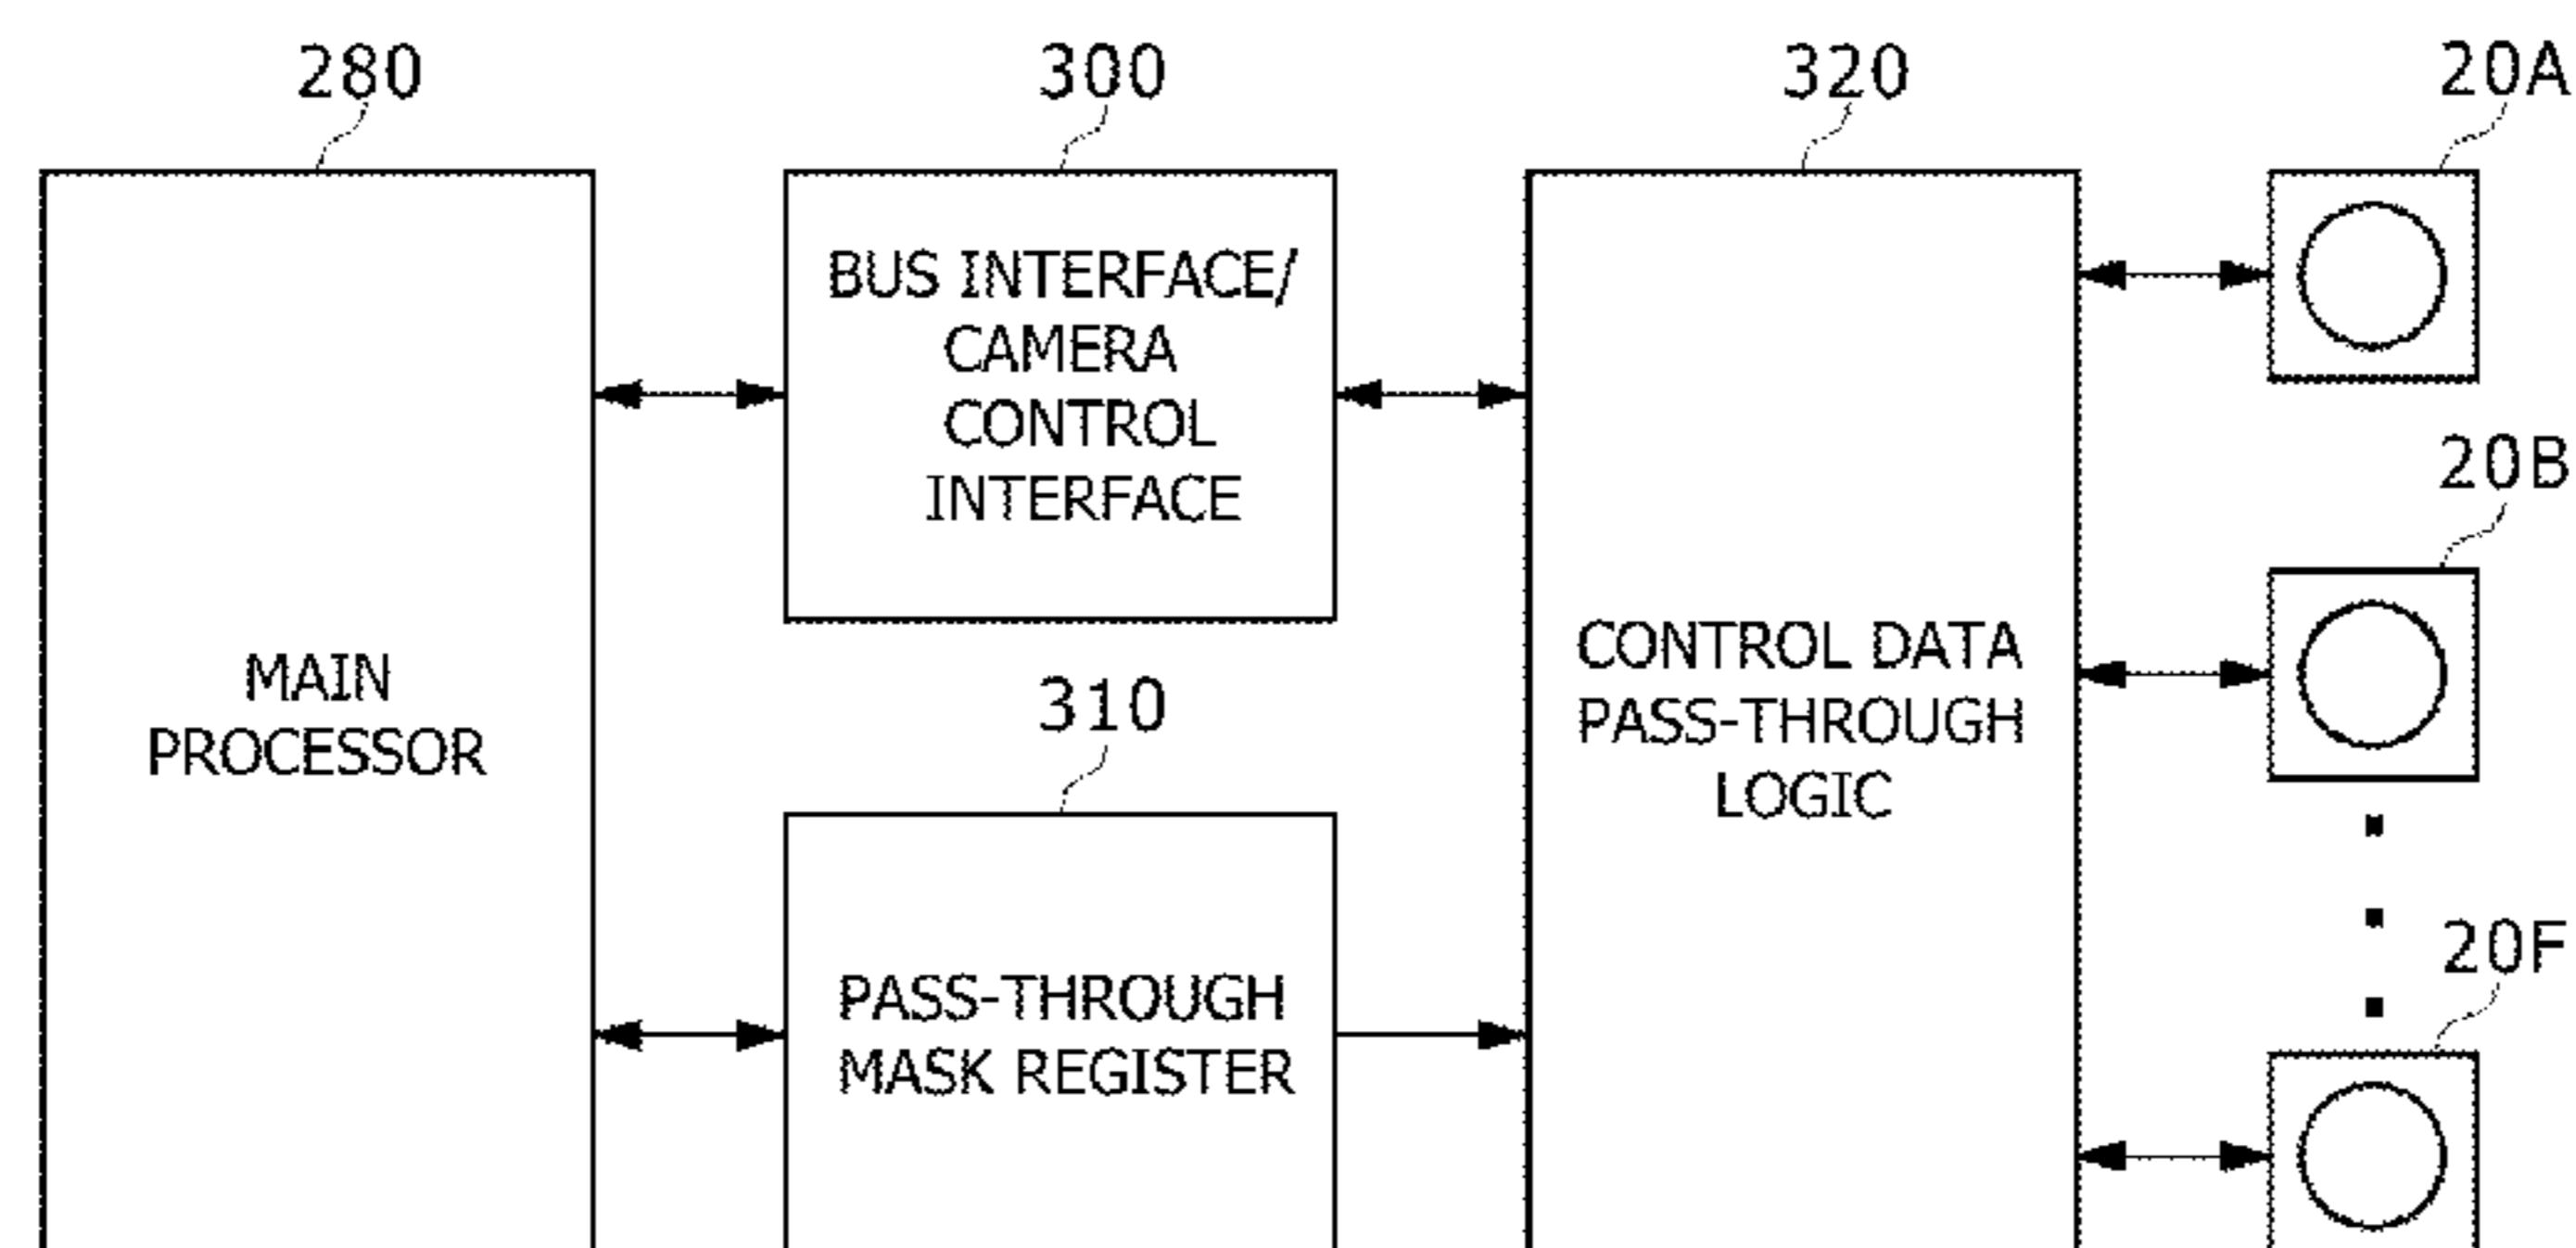 280
300
320
20A
BUS INTERFACE/
CAMERA
CONTROL
INTERFACE
20B
MAIN
PROCESSOR
310
CONTROL DATA
PASS-THROUGH
LOGIC
20F
PASS-THROUGH
MASK REGISTER